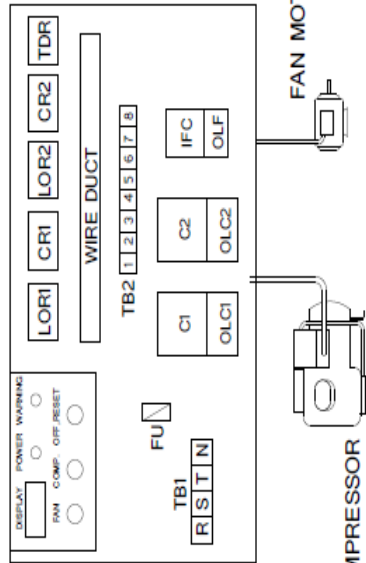 DISPLAY POWER WARNING
FAN COMP. OFF.RESET
LOR1 CR1 LOR2 CR2 TDR
WIRE DUCT
TB2 1 2 3 4 5 6 7 8
FU
C1 C2 IFC
OLC1 OLC2 OLF
TB1
R S T N
MPRESSOR
FAN MOT